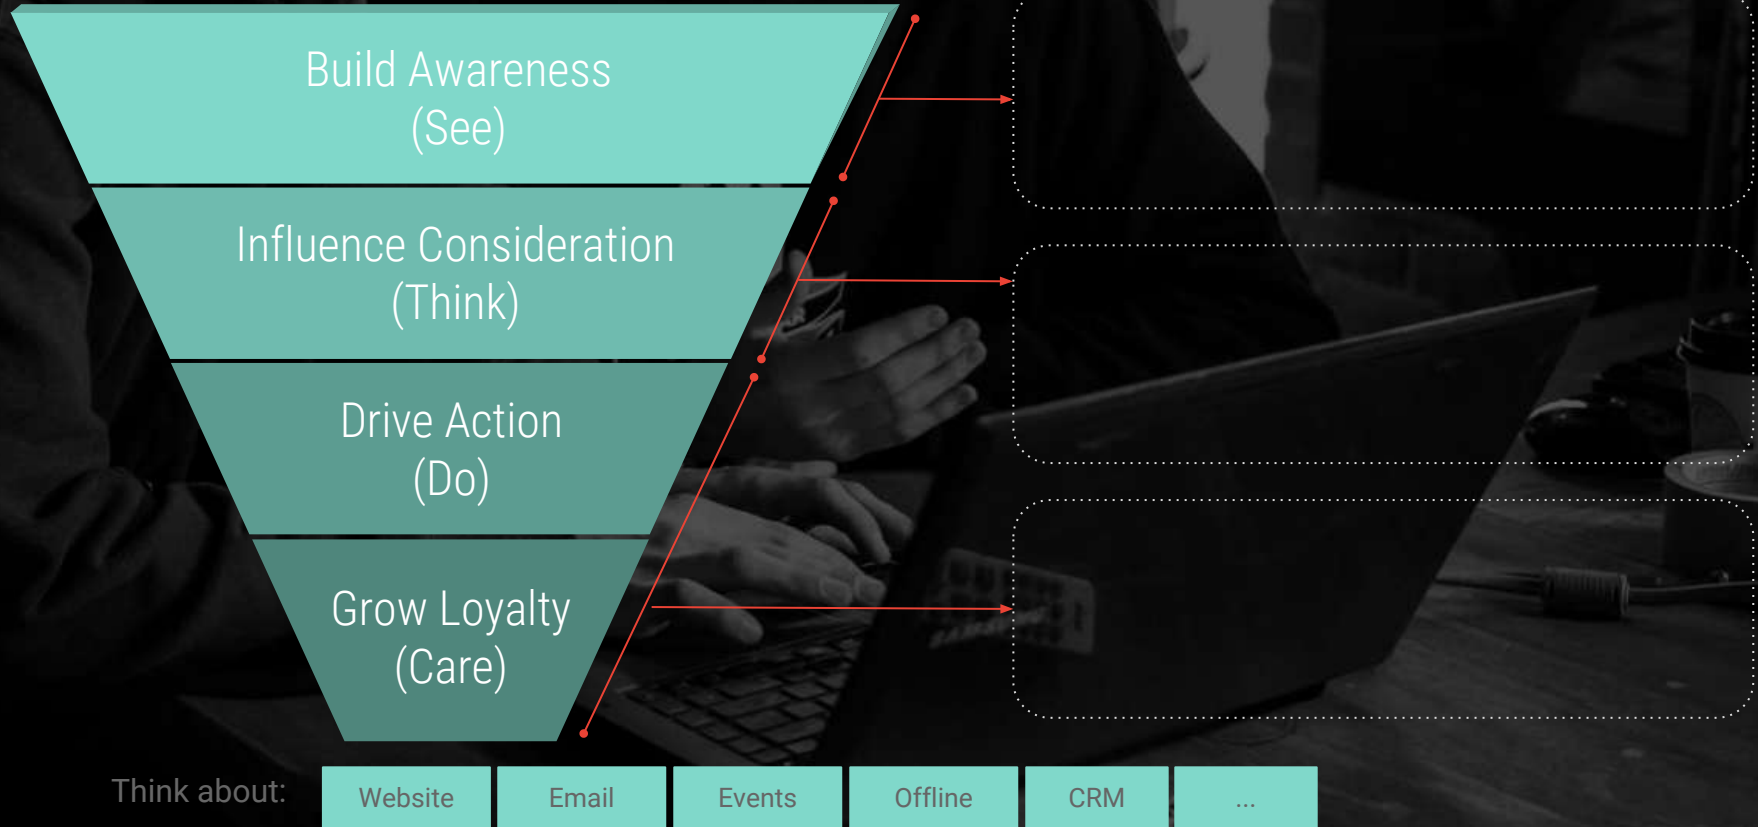 Build Awareness
(See)
Influence Consideration
(Think)
Drive Action
(Do)
Grow Loyalty
(Care)
SAMSUNG
Think about:
Website
Email
Events
Offline
CRM
...